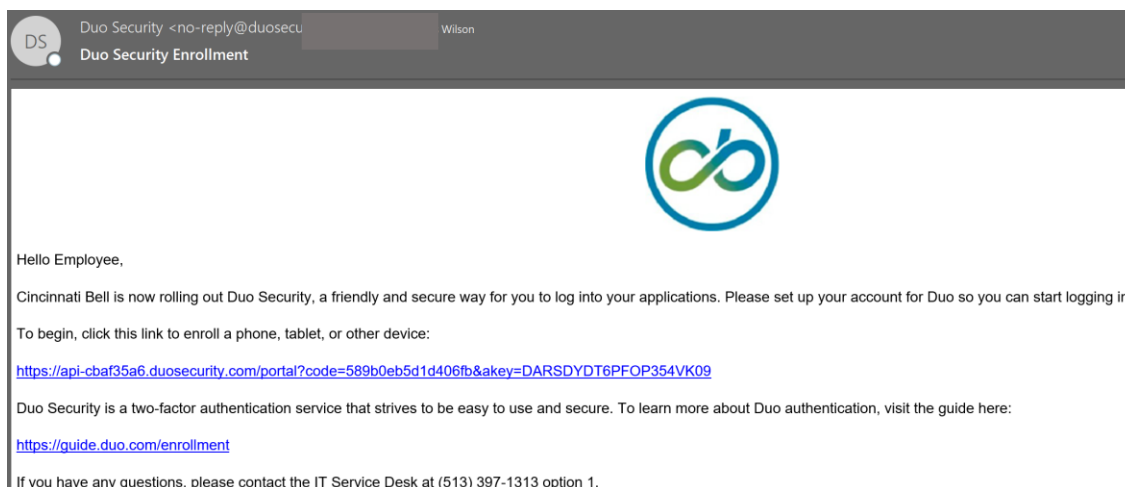 DS
Duo Security <no-reply@duosecu
Wilson
Duo Security Enrollment
cb
Hello Employee,
Cincinnati Bell is now rolling out Duo Security, a friendly and secure way for you to log into your applications. Please set up your account for Duo so you can start logging in
To begin, click this link to enroll a phone, tablet, or other device:
https://api-cbaf35a6.duosecurity.com/portal?code=589b0eb5d1d406fb&akey=DARSDYDT6PFOP354VK09
Duo Security is a two-factor authentication service that strives to be easy to use and secure. To learn more about Duo authentication, visit the guide here:
https://guide.duo.com/enrollment
If you have any questions, please contact the IT Service Desk at (513) 397-1313 option 1.